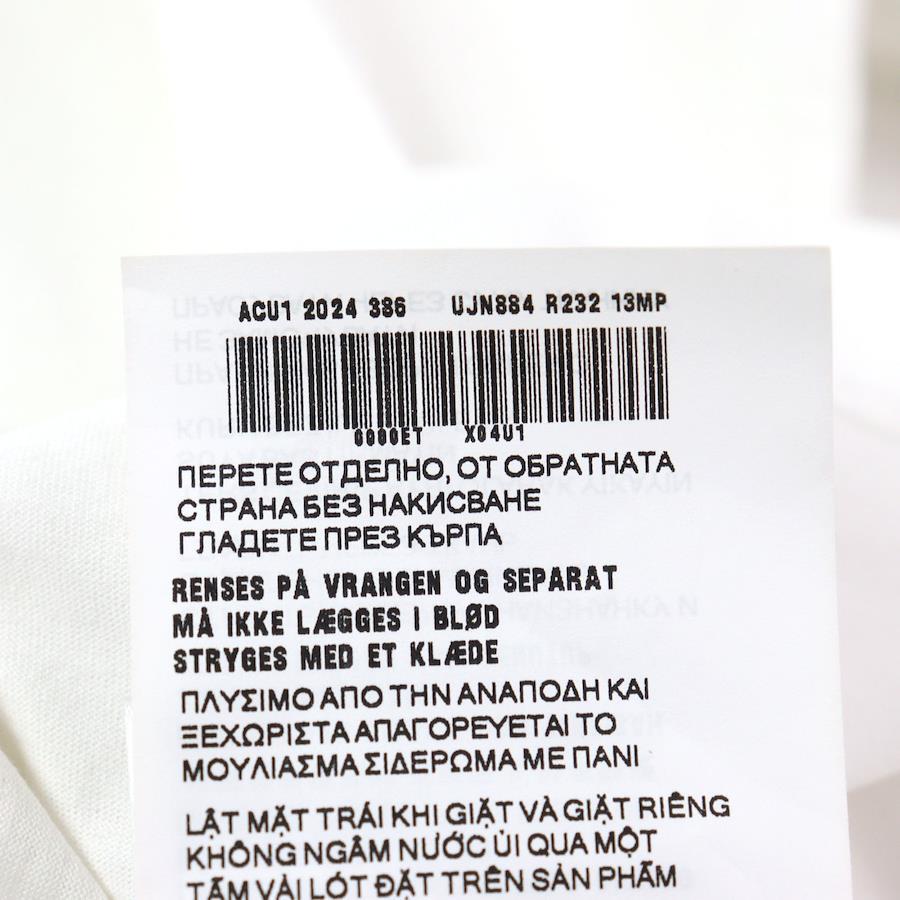 ACU1 2024 386 UJN884 R232 13MP
0000ET X04U1
ПЕРЕТЕ ОТДЕЛНО, ОТ ОБРАТНАТА
СТРАНА БЕЗ НАКИСВАНЕ
ГЛАДЕТЕ ПРЕЗ КЪРПА
RENSES PÅ VRANGEN OG SEPARAT
MÅ IKKE LÆGGES I BLØD
STRYGES MED ET KLÆDE
ΠΛΥΣΙΜΟ ΑΠΟ ΤΗΝ ΑΝΑΠΟΔΗ ΚΑΙ
ΞΕΧΩΡΙΣΤΑ ΑΠΑΓΟΡΕΥΕΤΑΙ ΤΟ
ΜΟΥΛΙΑΣΜΑ ΣΙΔΕΡΩΜΑ ΜΕ ΠΑΝΙ
LẬT MẶT TRÁI KHI GIẶT VÀ GIẶT RIÊNG
KHÔNG NGÂM NƯỚC ỦI QUA MỘT
TẤM VẢI LÓT ĐẶT TRÊN SẢN PHẨM